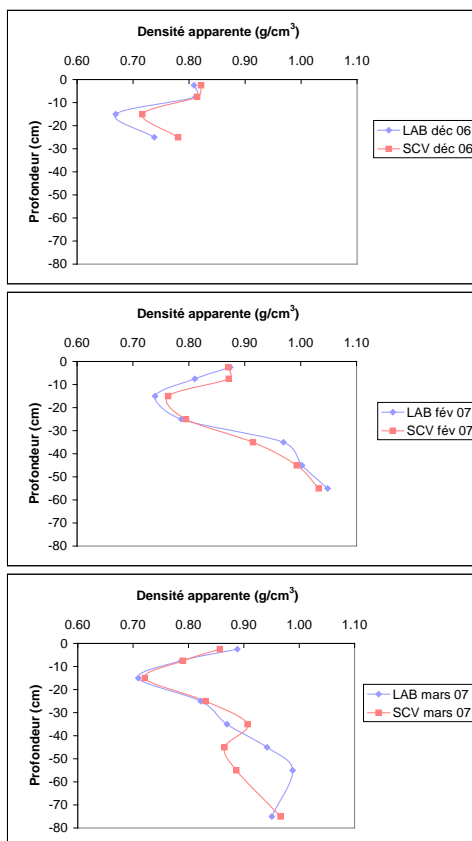 Densité apparente (g/cm³)
0.60 0.70 0.80 0.90 1.00 1.10
Profondeur (cm)
0
-10
-20
-30
-40
-50
-60
-70
-80
LAB déc 06
SCV déc 06
Densité apparente (g/cm³)
0.60 0.70 0.80 0.90 1.00 1.10
Profondeur (cm)
0
-10
-20
-30
-40
-50
-60
-70
-80
LAB fév 07
SCV fév 07
Densité apparente (g/cm³)
0.60 0.70 0.80 0.90 1.00 1.10
Profondeur (cm)
0
-10
-20
-30
-40
-50
-60
-70
-80
LAB mars 07
SCV mars 07